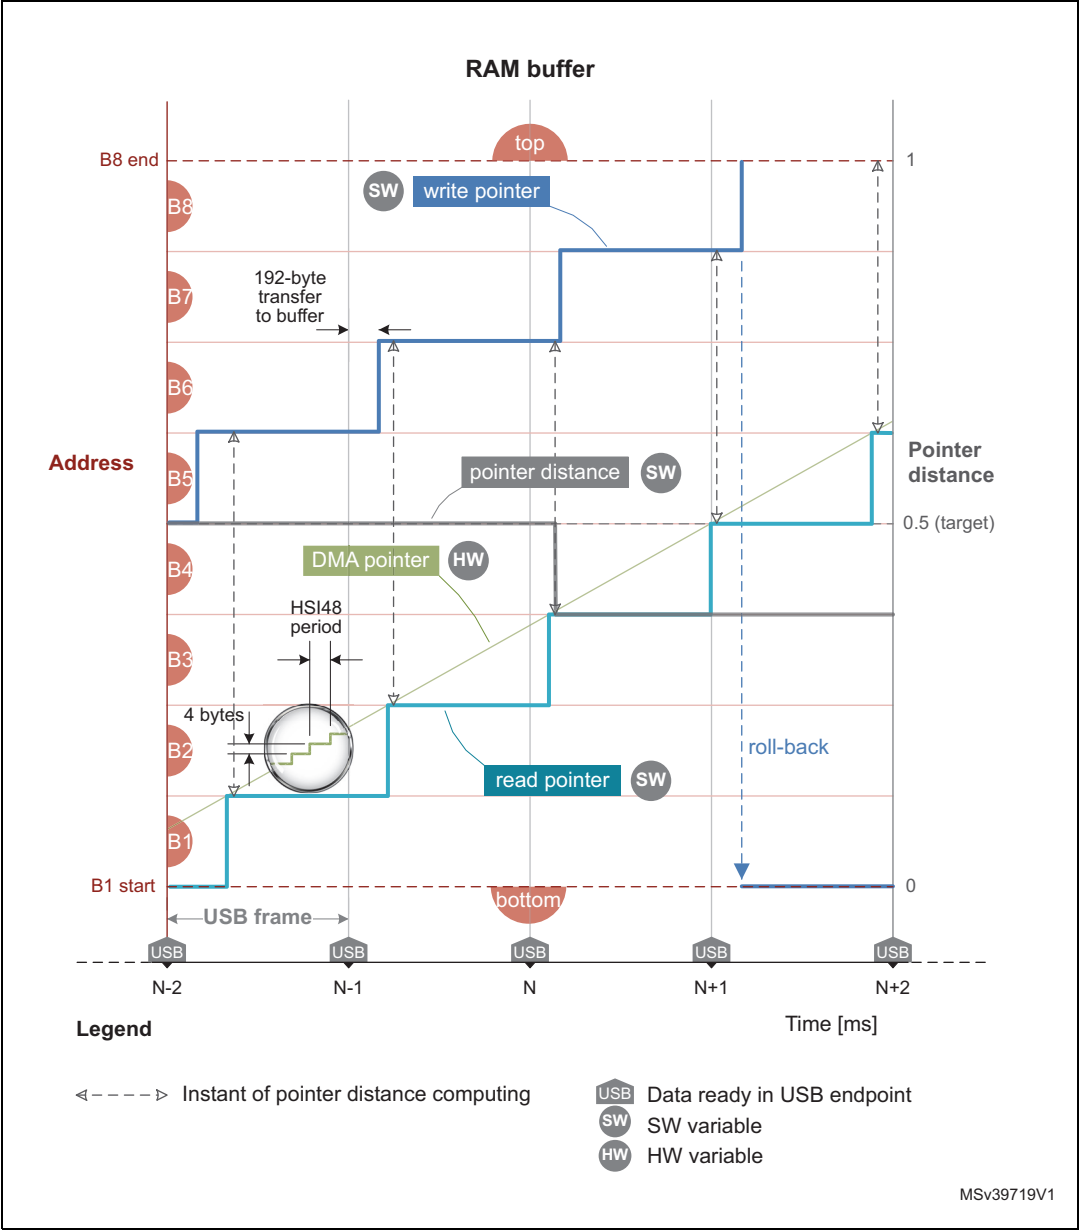 RAM buffer
top
B8 end
1
B8
SW
write pointer
192-byte
transfer
to buffer
B7
B6
Address
B5
pointer distance
SW
Pointer
distance
0.5 (target)
B4
DMA pointer
HW
HSI48
period
B3
4 bytes
B2
roll-back
read pointer
SW
B1
B1 start
0
bottom
USB frame
USB
USB
USB
USB
USB
N-2
N-1
N
N+1
N+2
Time [ms]
Legend
Instant of pointer distance computing
USB
Data ready in USB endpoint
SW
SW variable
HW
HW variable
MSv39719V1